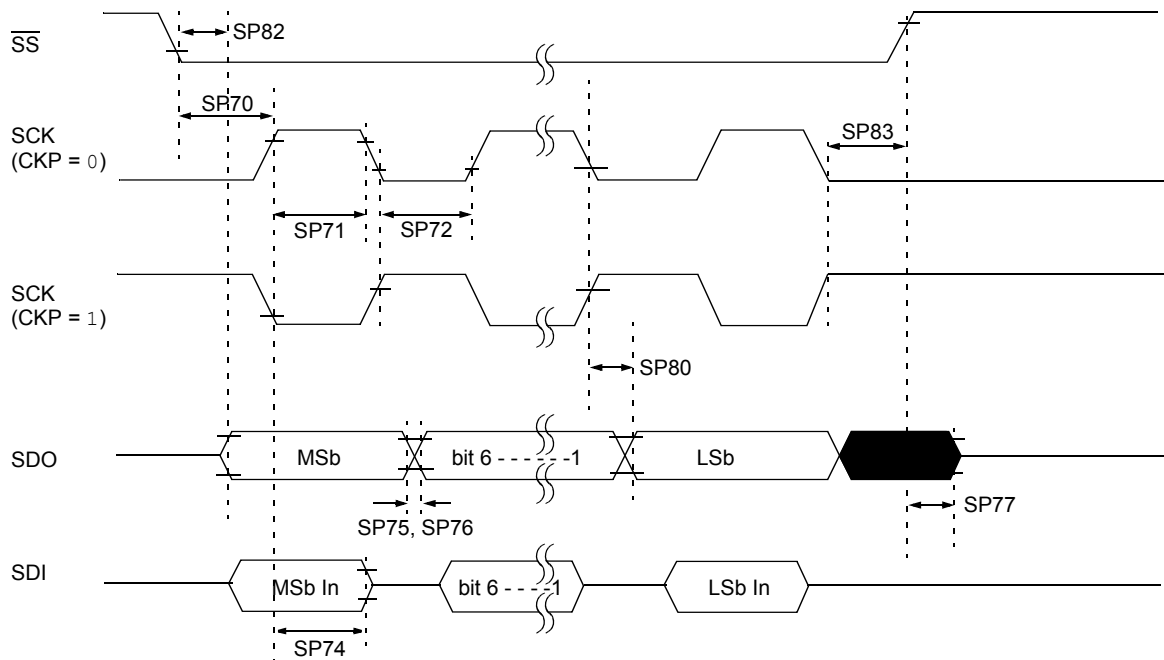 SS
SP82
SP70
SCK
(CKP = 0)
SP83
SP71
SP72
SCK
(CKP = 1)
SP80
SDO
MSb
bit 6 - - - - - -1
LSb
SP75, SP76
SP77
SDI
MSb In
bit 6 - - - - -1
LSb In
SP74